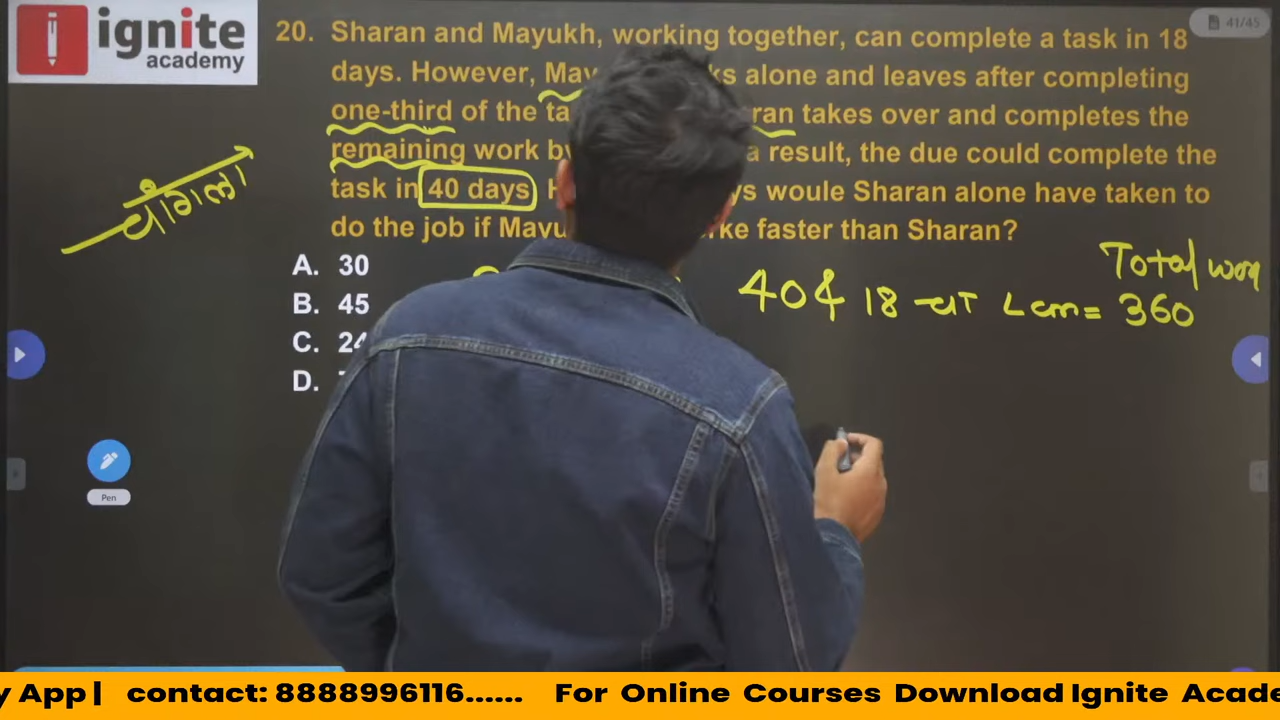 ignite
academy
41/45
20. Sharan and Mayukh, working together, can complete a task in 18
days. However, May s alone and leaves after completing
one-third of the ta ran takes over and completes the
remaining work b a result, the due could complete the
task in 40 days s woule Sharan alone have taken to
do the job if Mayu rke faster than Sharan?
A. 30
B. 45
C. 24
D.
चांगला
Total work
40 & 18 चा Lcm= 360
Pen
y App | contact: 8888996116...... For Online Courses Download Ignite Acade